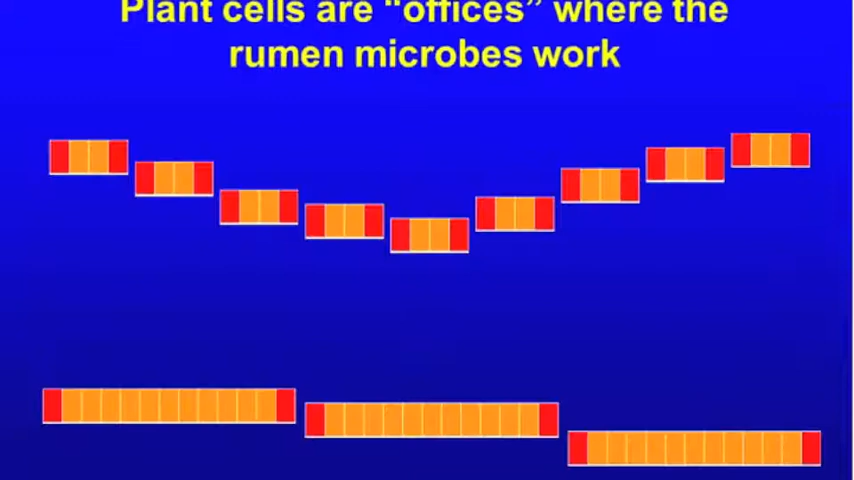 Plant cells are "offices" where the
rumen microbes work